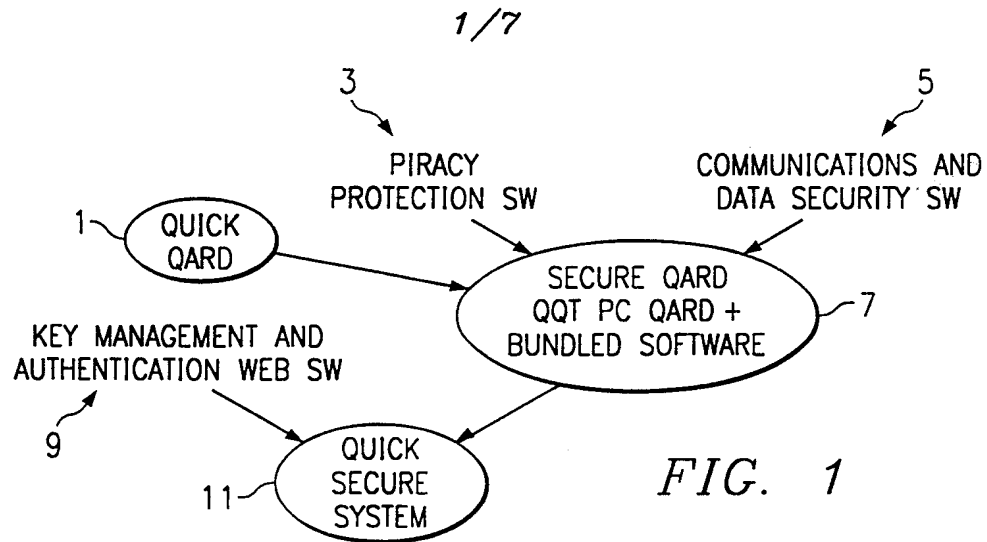 1/7
3
5
PIRACY
PROTECTION SW
COMMUNICATIONS AND
DATA SECURITY SW
1
QUICK
QARD
SECURE QARD
QQT PC QARD +
BUNDLED SOFTWARE
7
KEY MANAGEMENT AND
AUTHENTICATION WEB SW
9
QUICK
SECURE
SYSTEM
11
FIG. 1